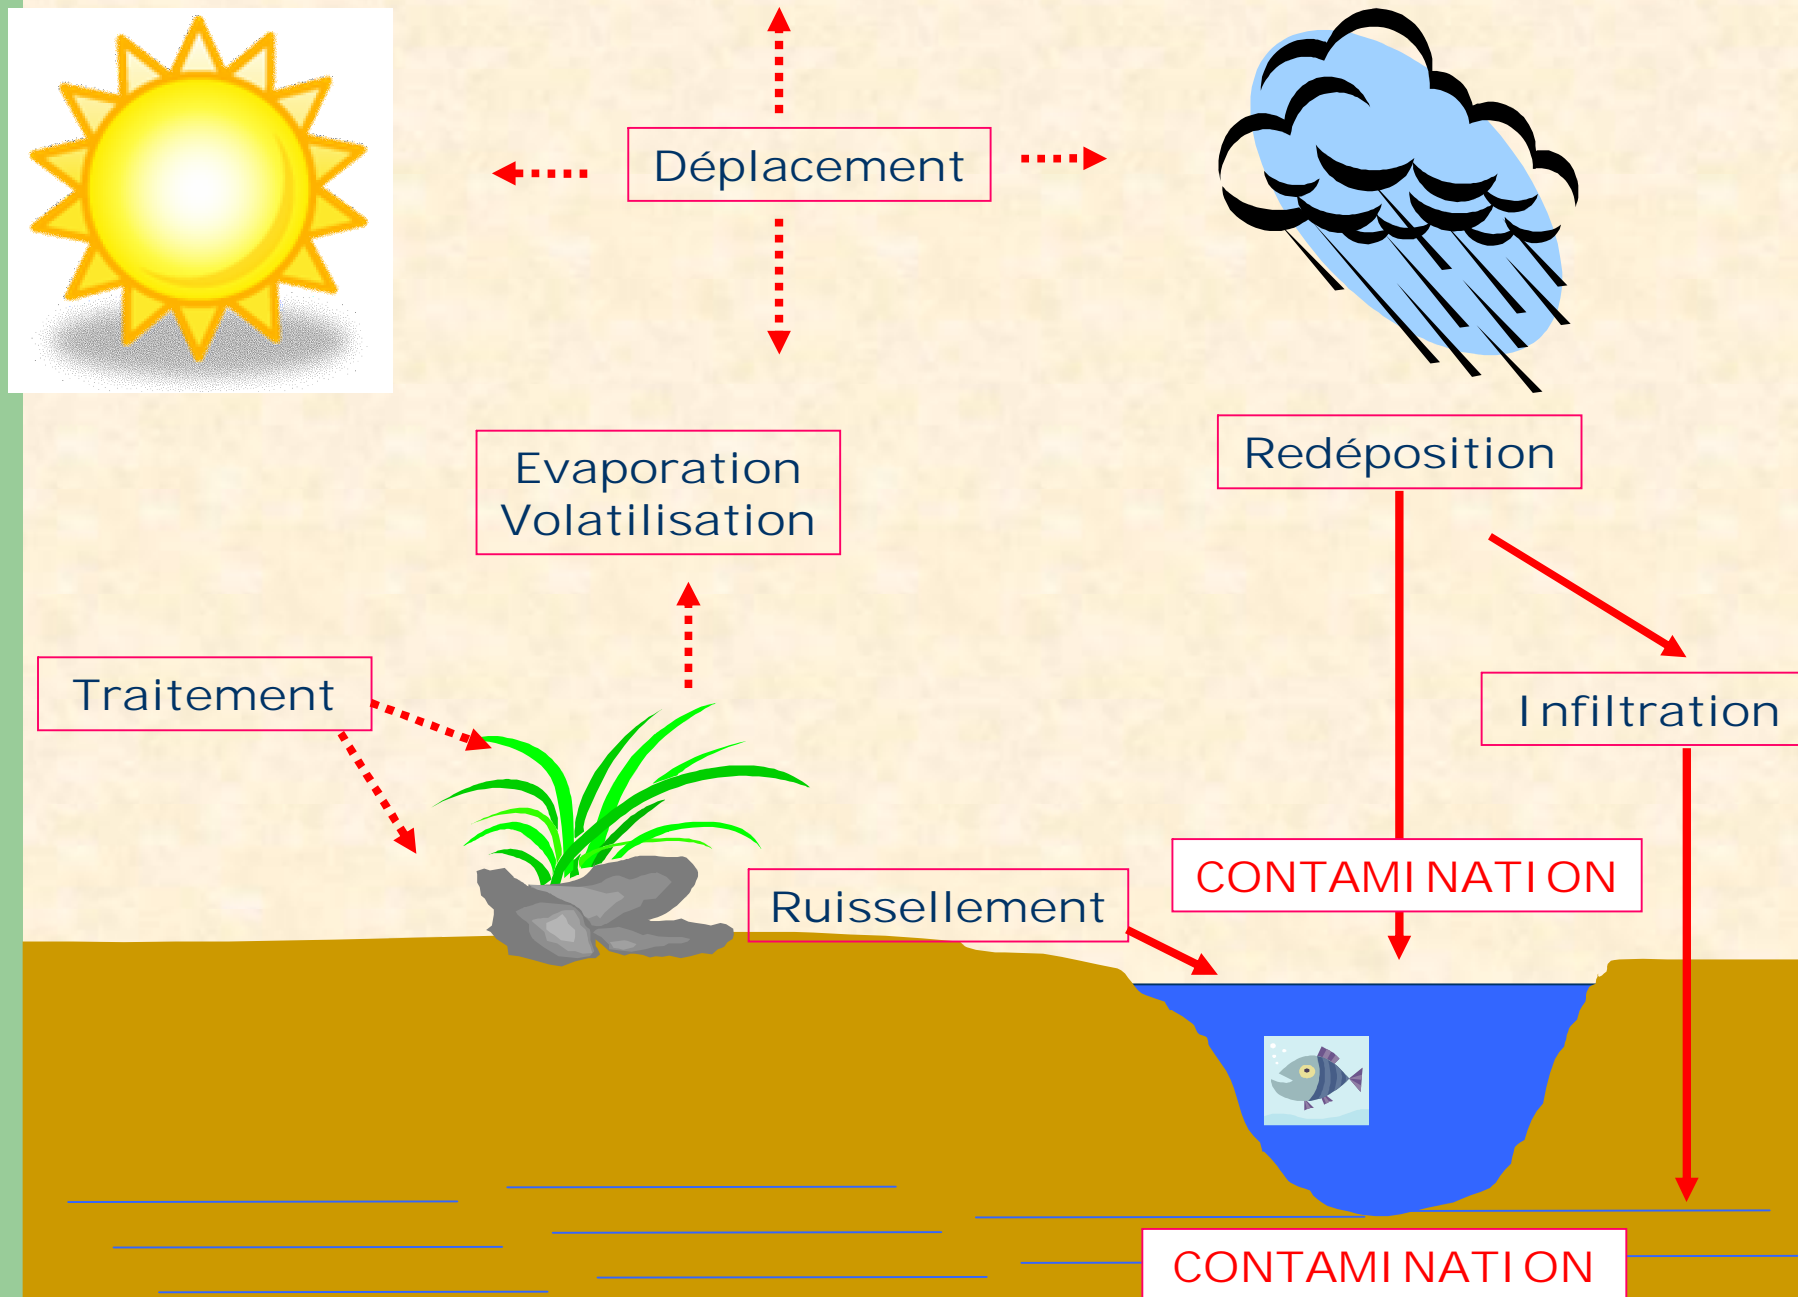 Déplacement
Redéposition
Evaporation
Volatilisation
Traitement
Infiltration
CONTAMINATION
Ruissellement
CONTAMINATION